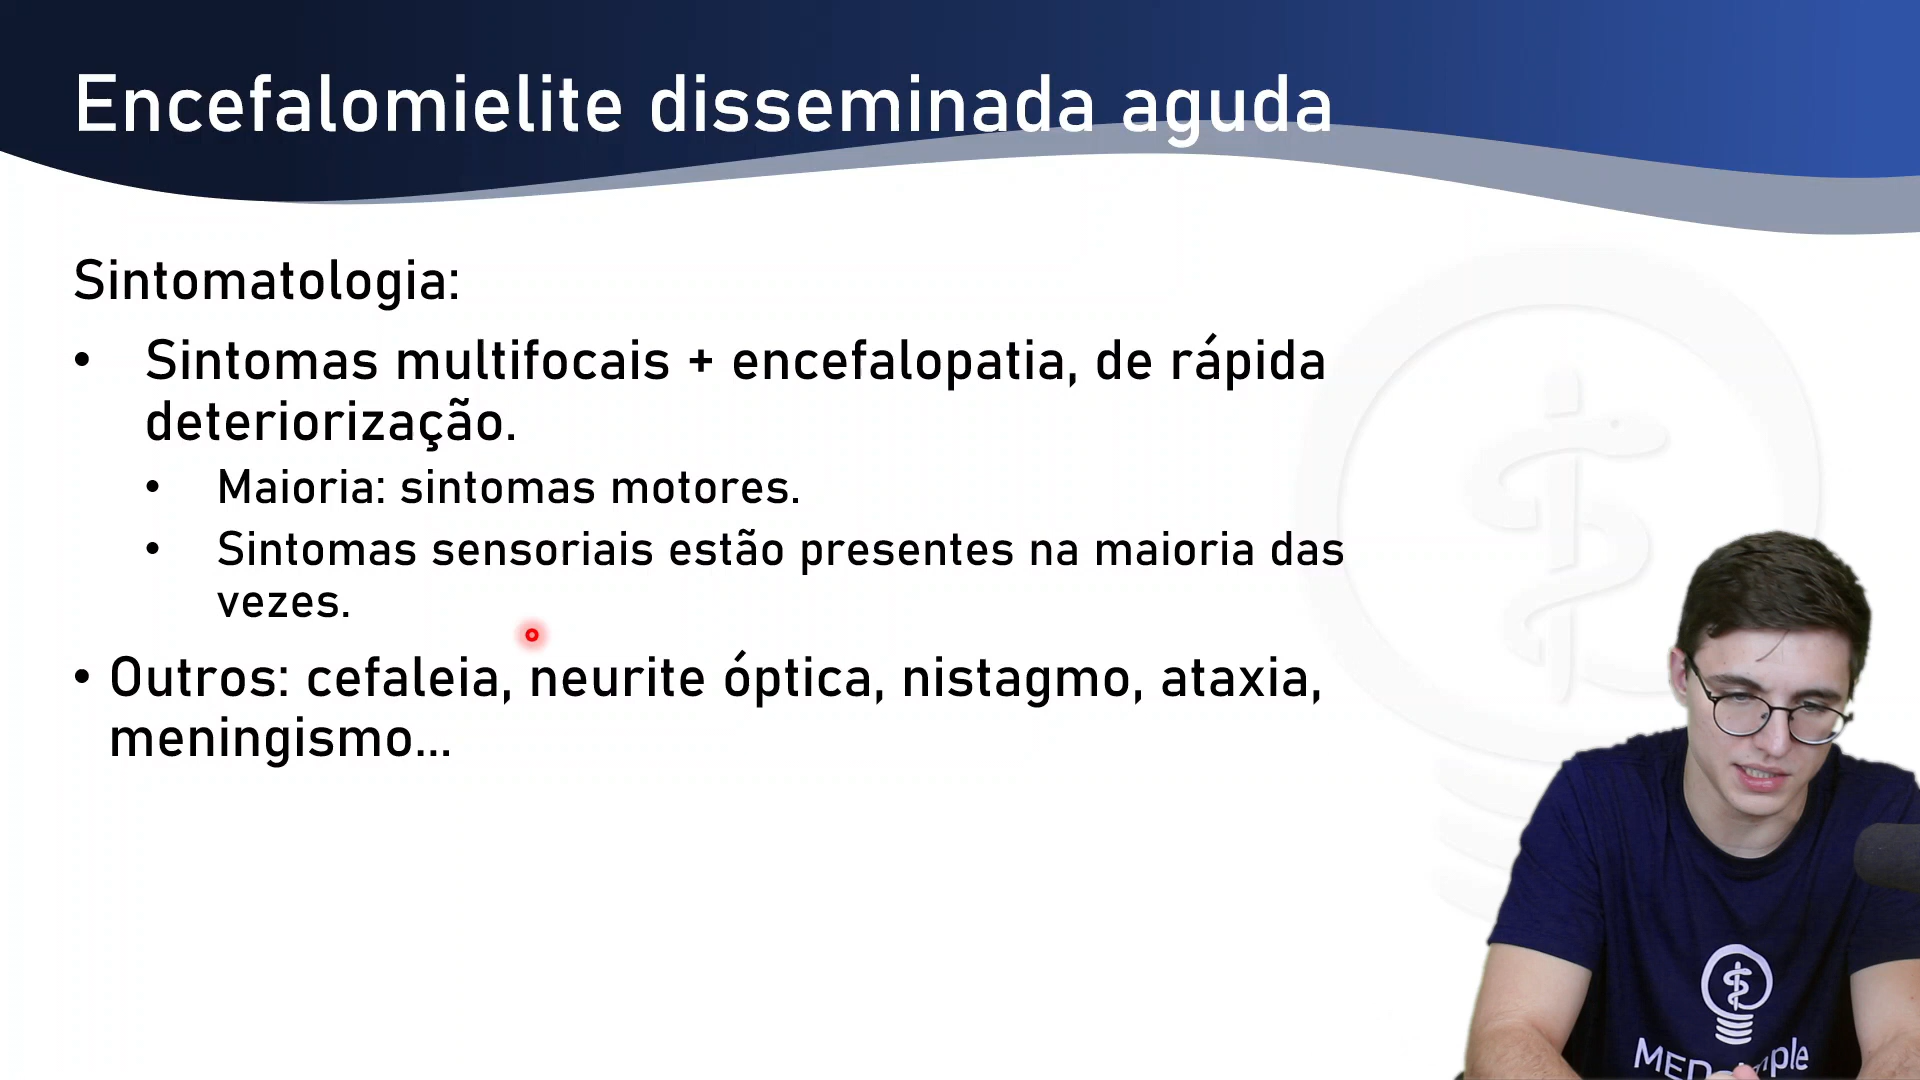 Encefalomielite disseminada aguda
Sintomatologia:
• Sintomas multifocais + encefalopatia, de rápida
deteriorização.
• Maioria: sintomas motores.
• Sintomas sensoriais estão presentes na maioria das
vezes.
• Outros: cefaleia, neurite óptica, nistagmo, ataxia,
meningismo...